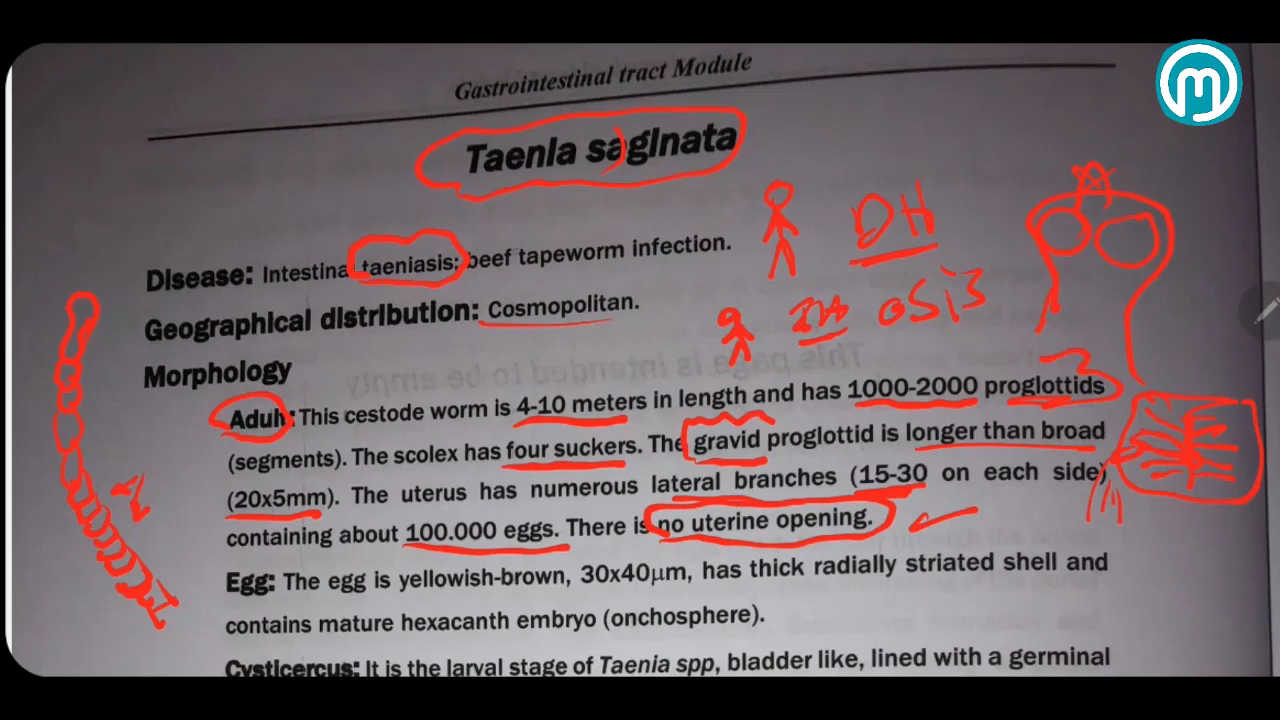 Gastrointestinal tract Module
Taenia saginata
Disease: Intestina taeniasis; beef tapeworm infection.
DH
Geographical distribution: Cosmopolitan.
osis
Morphology
Adult: This cestode worm is 4-10 meters in length and has 1000-2000 proglottids
(segments). The scolex has four suckers. The gravid proglottid is longer than broad
(20x5mm). The uterus has numerous lateral branches (15-30 on each side)
containing about 100.000 eggs. There is no uterine opening.
Egg: The egg is yellowish-brown, 30x40µm, has thick radially striated shell and
contains mature hexacanth embryo (onchosphere).
Cysticercus: It is the larval stage of Taenia spp, bladder like, lined with a germinal